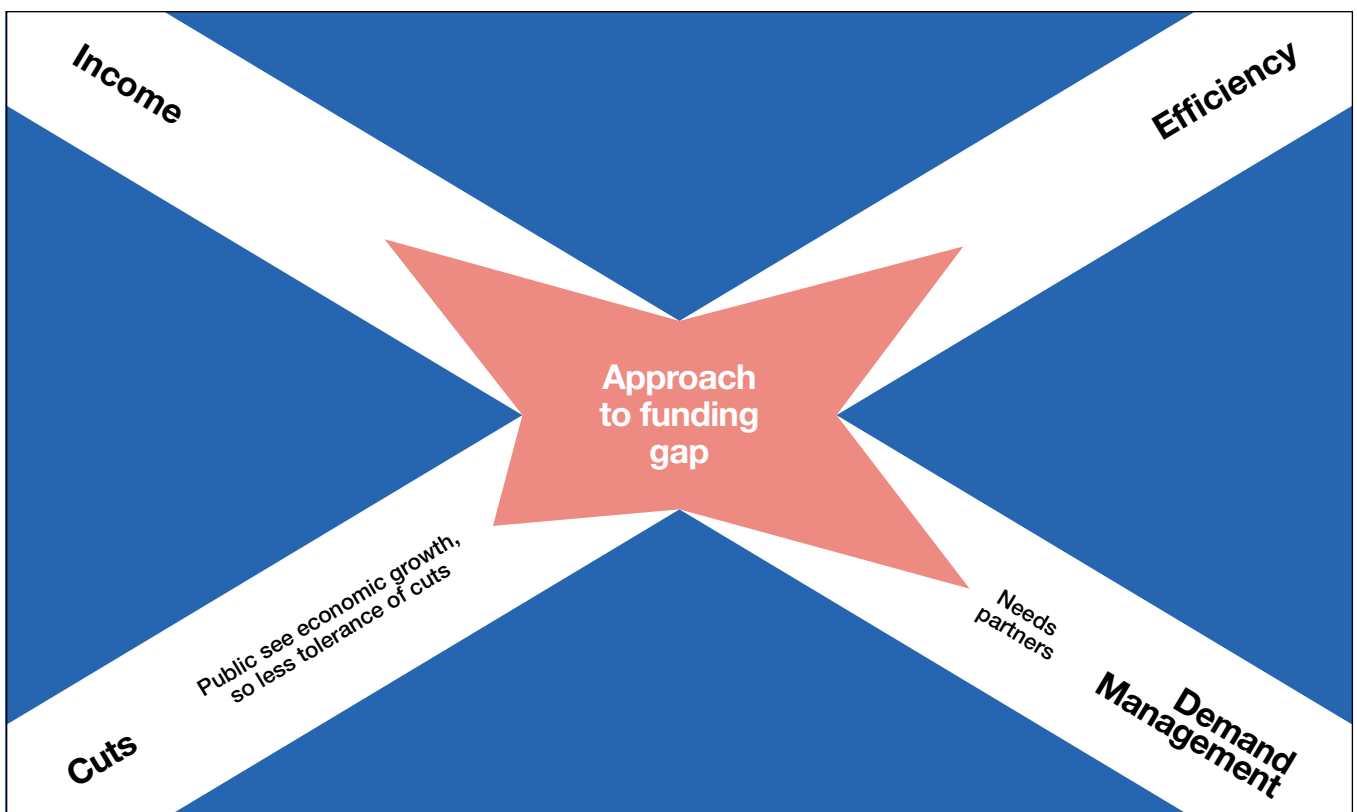 Income
Efficiency
Approach
to funding
gap
Public see economic growth,
so less tolerance of cuts
Needs
partners
Cuts
Demand
Management